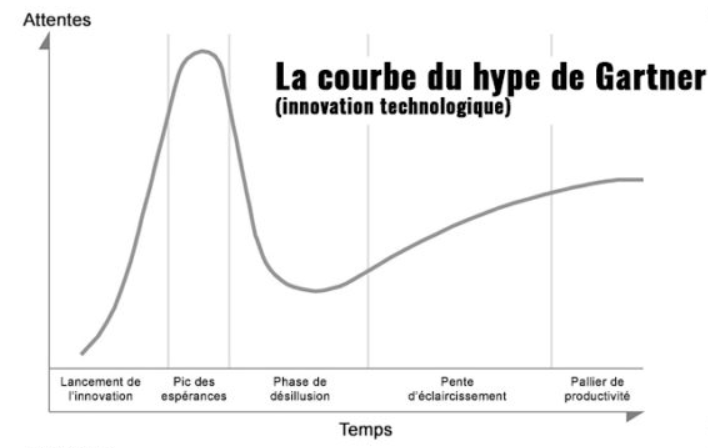 Attentes
La courbe du hype de Gartner
(innovation technologique)
Lancement de
l'innovation
Pic des
espérances
Phase de
désillusion
Pente
d'éclaircissement
Pallier de
productivité
Temps